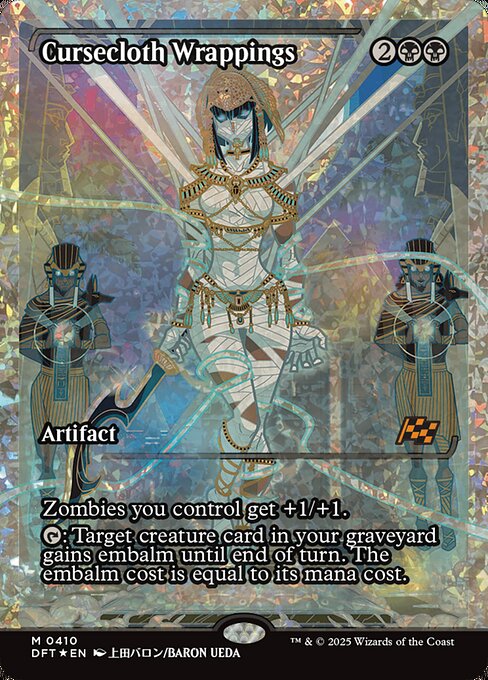 Cursecloth Wrappings
2
Artifact
Zombies you control get +1/+1.
: Target creature card in your graveyard
gains embalm until end of turn. The
embalm cost is equal to its mana cost.
M 0410
DFT★EN 上田バロン/BARON UEDA
™ & © 2025 Wizards of the Coast